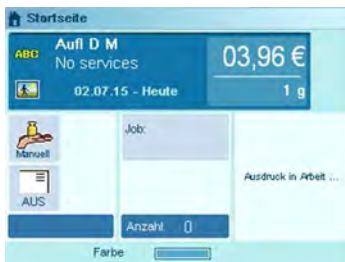 Startseite
ABC
Aufl D M
No services
03,96 €
02.07.15 - Heute
1 g
Manuell
Job:
AUS
Ausdruck in Arbeit ...
Anzahl: 0
Farbe